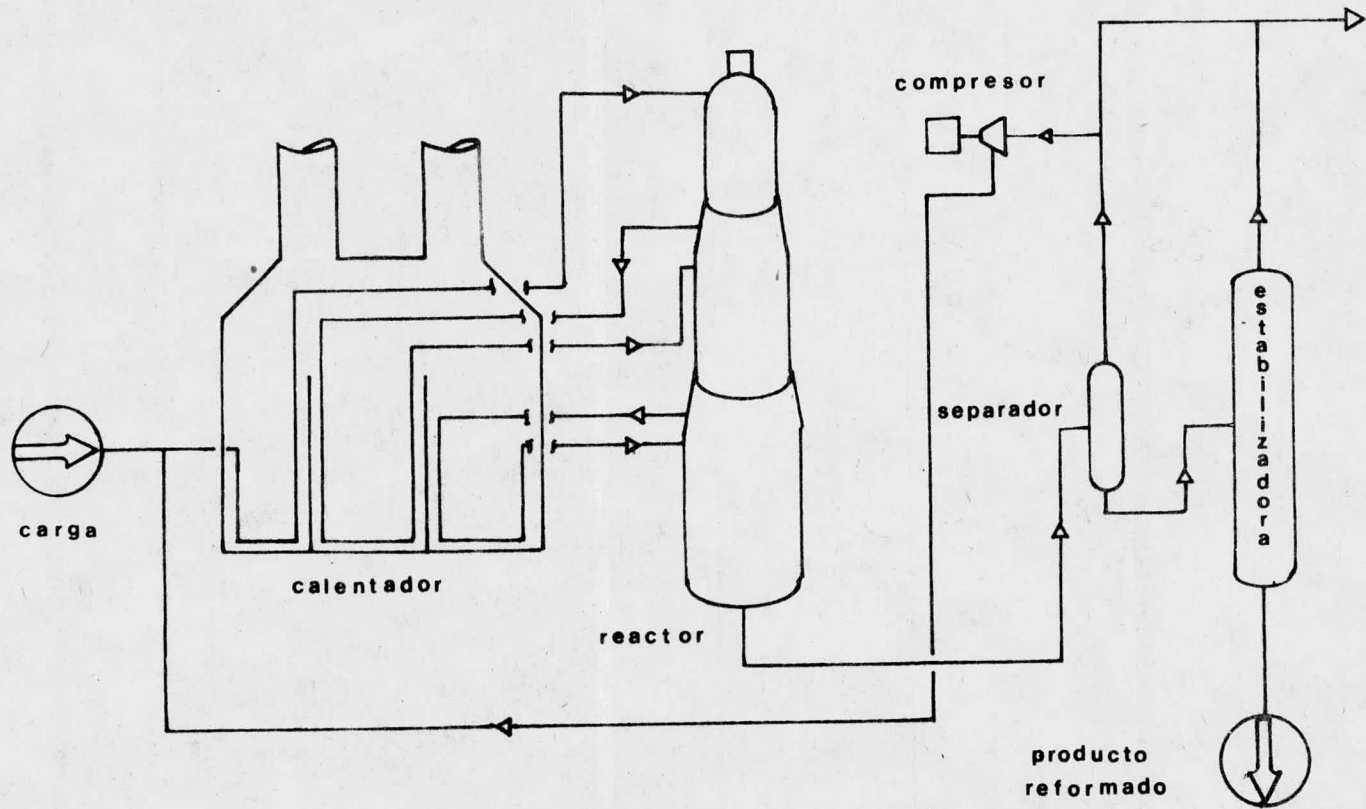 compresor
estabilizadora
separador
carga
calentador
reactor
producto
reformado